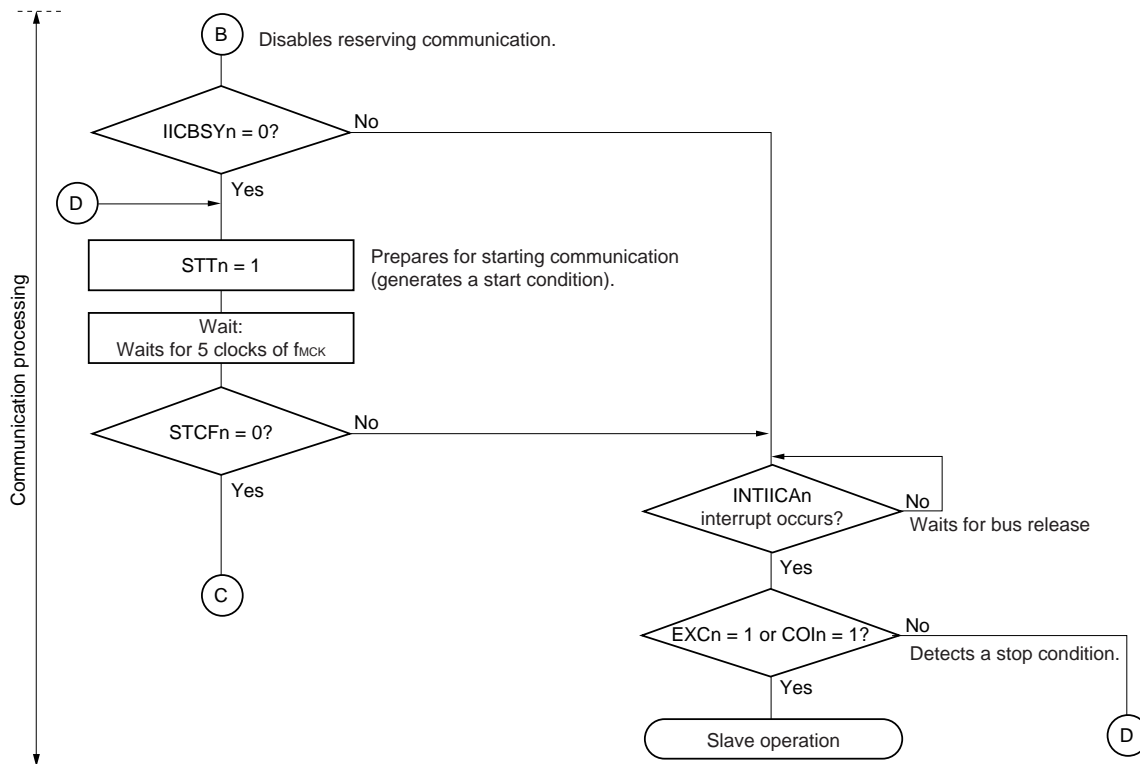 B
Disables reserving communication.
IICBSYn = 0?
No
Yes
D
STTn = 1
Prepares for starting communication
(generates a start condition).
Wait:
Waits for 5 clocks of fMCK
STCFn = 0?
No
Yes
C
Communication processing
INTIICAn
interrupt occurs?
No
Waits for bus release
Yes
EXCn = 1 or COIn = 1?
No
Detects a stop condition.
Yes
Slave operation
D